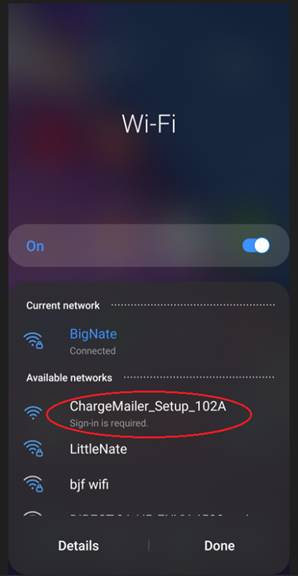 Wi-Fi
On
Current network
BigNate
Connected
Available networks
ChargeMailer_Setup_102A
Sign-in is required.
LittleNate
bjf wifi
Details
Done